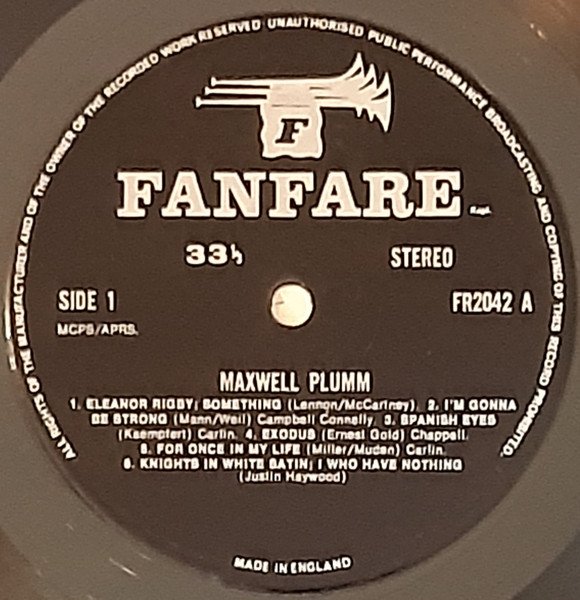 ALL RIGHTS OF THE MANUFACTURER AND OF THE OWNER OF THE RECORDED WORK RESERVED UNAUTHORISED PUBLIC PERFORMANCE BROADCASTING AND COPYING OF THIS RECORD PROHIBITED.
F
FANFARE
Regd.
33⅓ STEREO
SIDE 1 FR2042 A
MCPS/APRS.
MAXWELL PLUMM
1. ELEANOR RIGBY; SOMETHING (Lennon/McCartney). 2. I'M GONNA
BE STRONG (Mann/Weil) Campbell Connelly. 3. SPANISH EYES
(Kaempfert) Carlin. 4. EXODUS (Ernest Gold) Chappell.
5. FOR ONCE IN MY LIFE (Miller/Muden) Carlin.
6. KNIGHTS IN WHITE SATIN; I WHO HAVE NOTHING
(Justin Haywood)
MADE IN ENGLAND